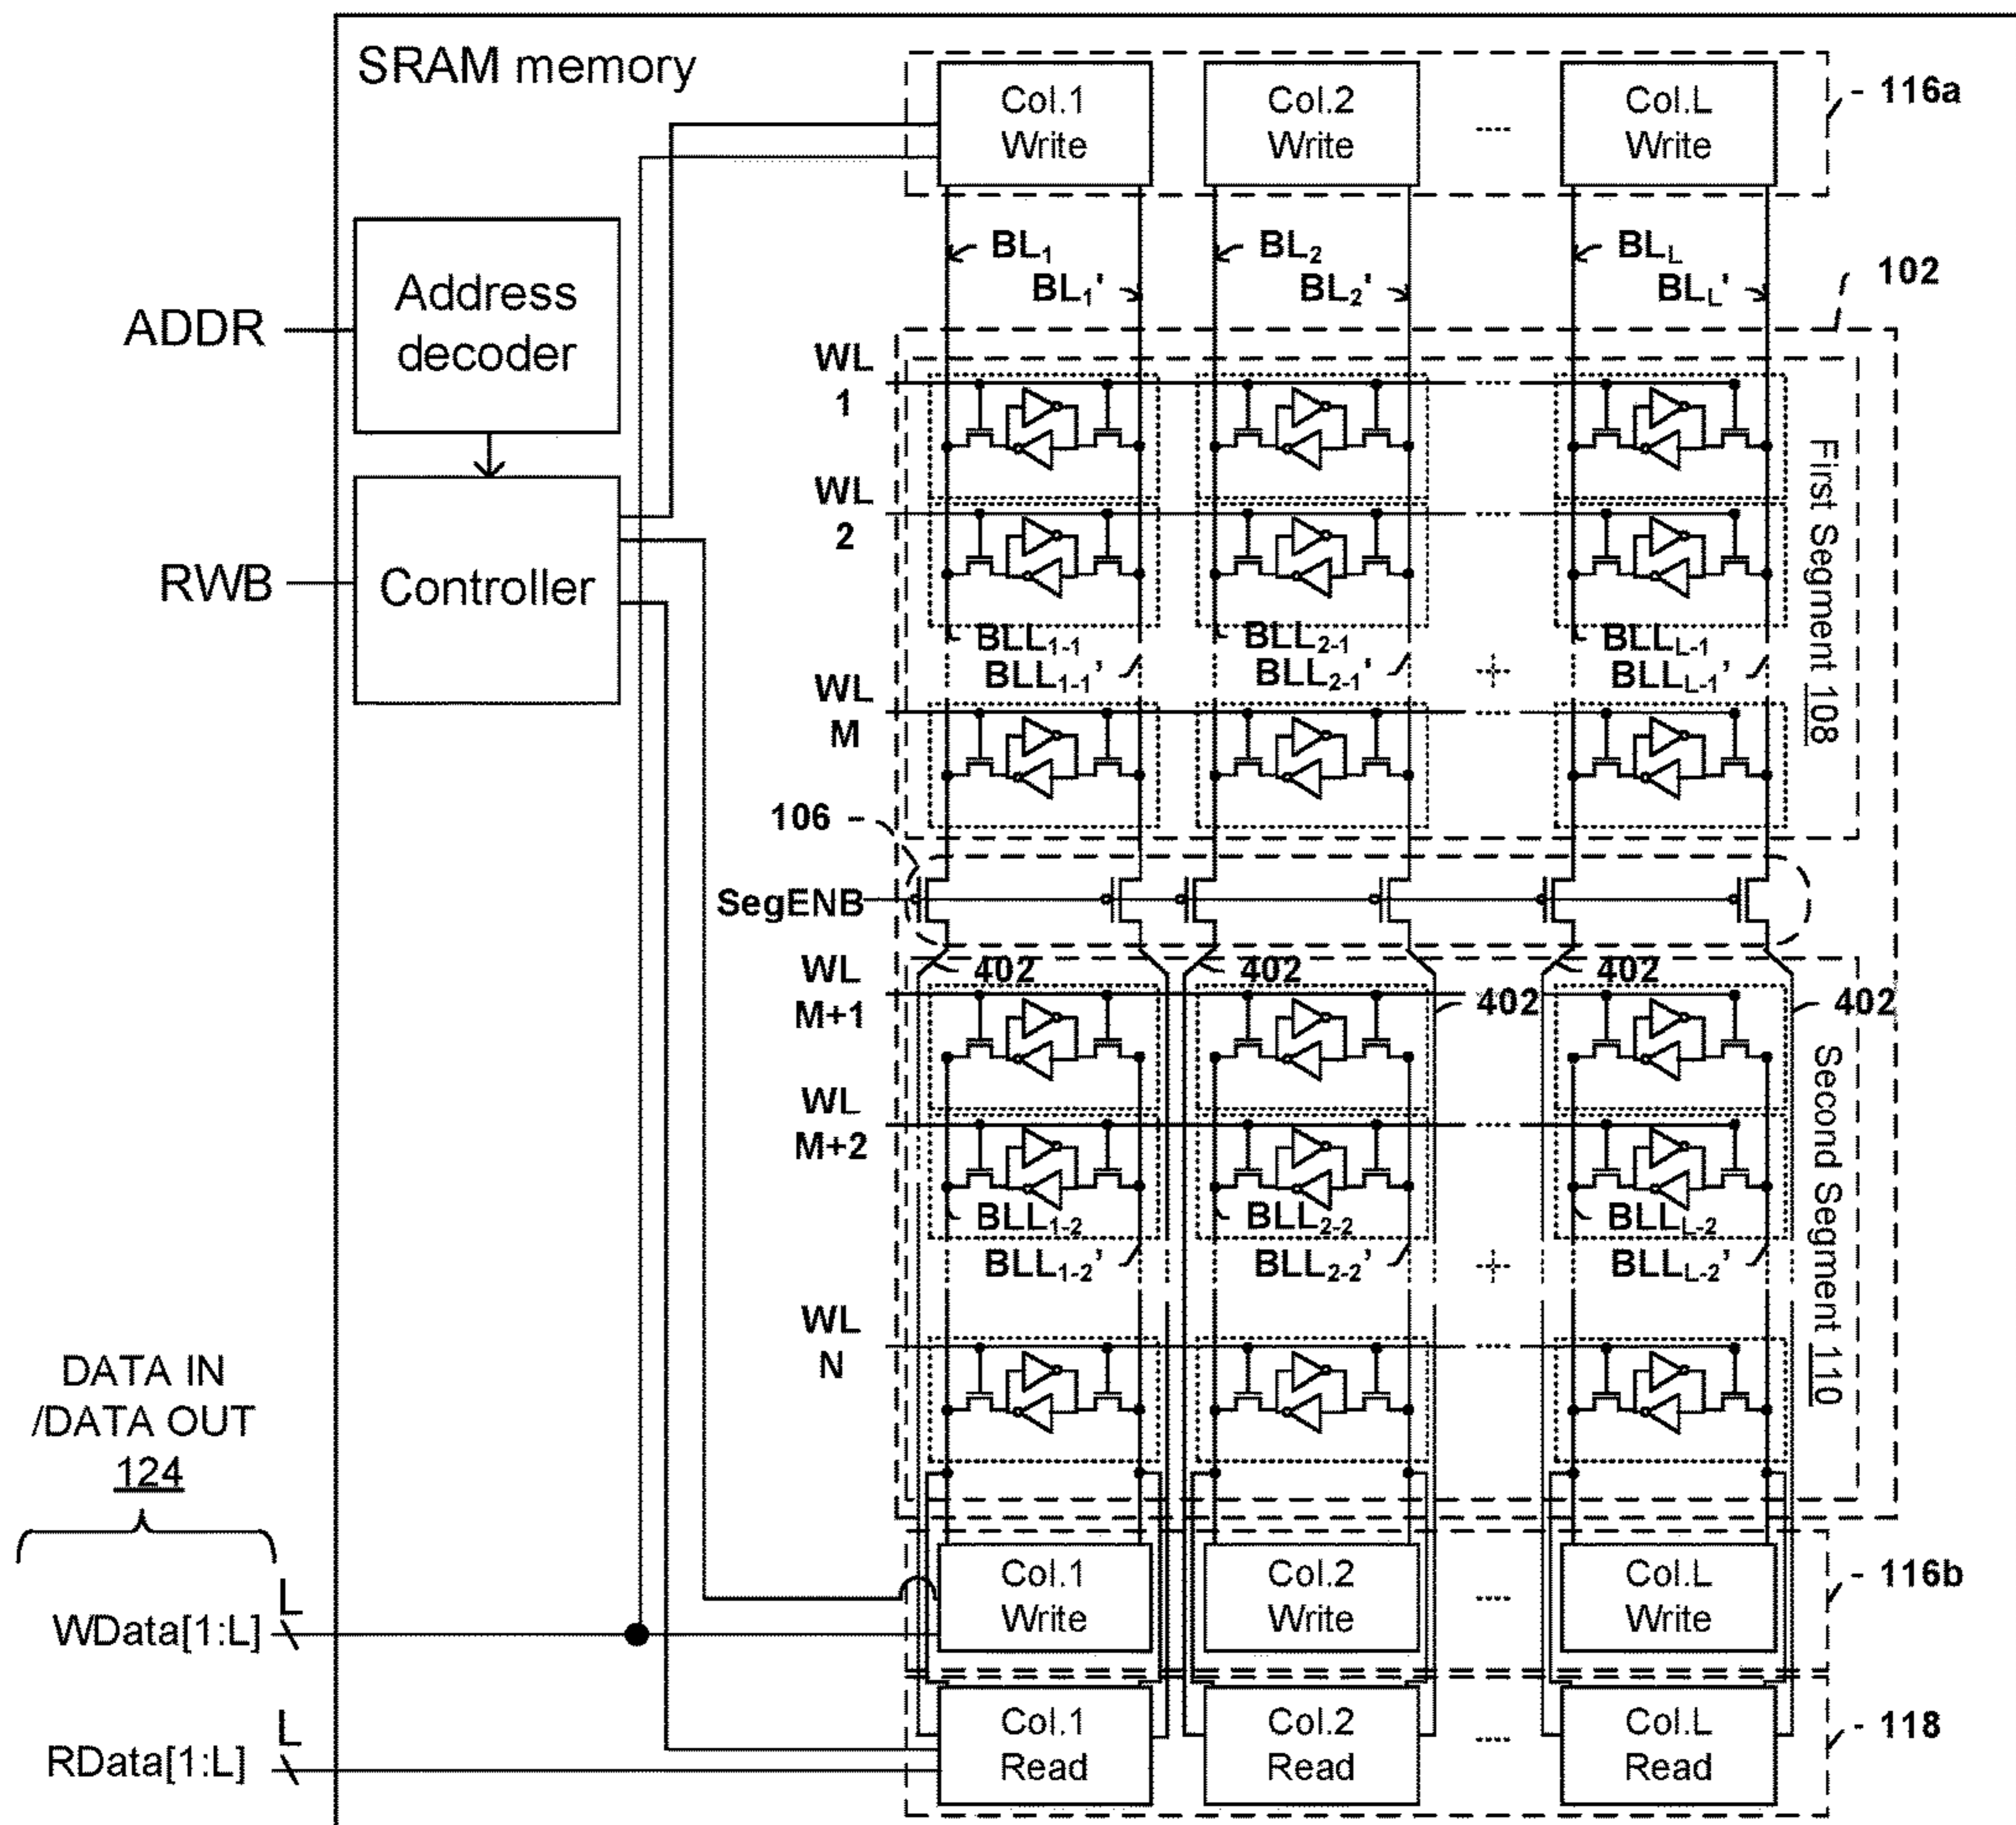 SRAM memory
Col.1
Write
Col.2
Write
....
Col.L
Write
116a
BL1
BL1'
BL2
BL2'
BLL
BLL'
102
ADDR
Address
decoder
RWB
Controller
WL
1
WL
2
BLL1-1
BLL1-1'
BLL2-1
BLL2-1'
BLLL-1
BLLL-1'
WL
M
First Segment 108
106
SegENB
402
402
402
402
402
WL
M+1
WL
M+2
BLL1-2
BLL1-2'
BLL2-2
BLL2-2'
BLLL-2
BLLL-2'
WL
N
Second Segment 110
DATA IN
/DATA OUT
124
L
WData[1:L]
Col.1
Write
Col.2
Write
....
Col.L
Write
116b
L
RData[1:L]
Col.1
Read
Col.2
Read
....
Col.L
Read
118